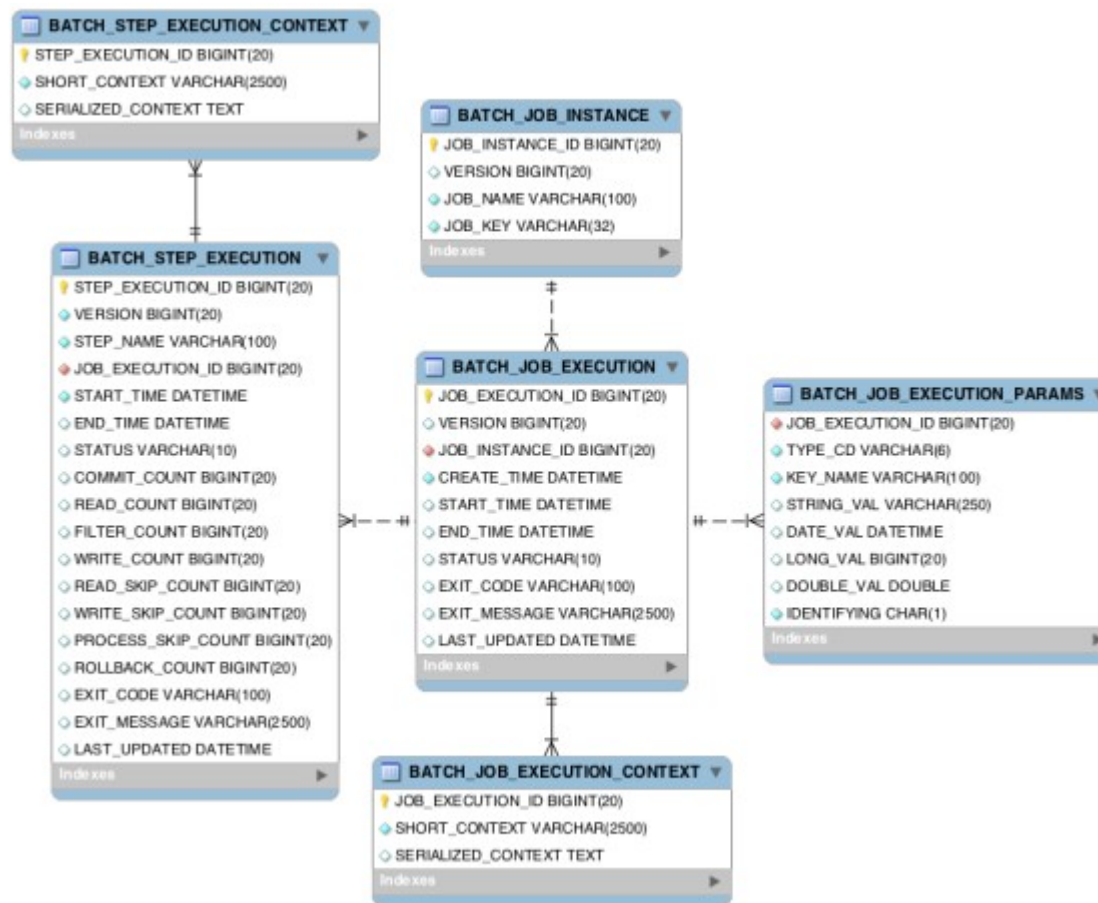 BATCH_STEP_EXECUTION_CONTEXT
STEP_EXECUTION_ID BIGINT(20)
SHORT_CONTEXT VARCHAR(2500)
SERIALIZED_CONTEXT TEXT
Indexes
BATCH_JOB_INSTANCE
JOB_INSTANCE_ID BIGINT(20)
VERSION BIGINT(20)
JOB_NAME VARCHAR(100)
JOB_KEY VARCHAR(32)
Indexes
BATCH_STEP_EXECUTION
STEP_EXECUTION_ID BIGINT(20)
VERSION BIGINT(20)
STEP_NAME VARCHAR(100)
JOB_EXECUTION_ID BIGINT(20)
START_TIME DATETIME
END_TIME DATETIME
STATUS VARCHAR(10)
COMMIT_COUNT BIGINT(20)
READ_COUNT BIGINT(20)
FILTER_COUNT BIGINT(20)
WRITE_COUNT BIGINT(20)
READ_SKIP_COUNT BIGINT(20)
WRITE_SKIP_COUNT BIGINT(20)
PROCESS_SKIP_COUNT BIGINT(20)
ROLLBACK_COUNT BIGINT(20)
EXIT_CODE VARCHAR(100)
EXIT_MESSAGE VARCHAR(2500)
LAST_UPDATED DATETIME
Indexes
BATCH_JOB_EXECUTION
JOB_EXECUTION_ID BIGINT(20)
VERSION BIGINT(20)
JOB_INSTANCE_ID BIGINT(20)
CREATE_TIME DATETIME
START_TIME DATETIME
END_TIME DATETIME
STATUS VARCHAR(10)
EXIT_CODE VARCHAR(100)
EXIT_MESSAGE VARCHAR(2500)
LAST_UPDATED DATETIME
Indexes
BATCH_JOB_EXECUTION_PARAMS
JOB_EXECUTION_ID BIGINT(20)
TYPE_CD VARCHAR(6)
KEY_NAME VARCHAR(100)
STRING_VAL VARCHAR(250)
DATE_VAL DATETIME
LONG_VAL BIGINT(20)
DOUBLE_VAL DOUBLE
IDENTIFYING CHAR(1)
Indexes
BATCH_JOB_EXECUTION_CONTEXT
JOB_EXECUTION_ID BIGINT(20)
SHORT_CONTEXT VARCHAR(2500)
SERIALIZED_CONTEXT TEXT
Indexes